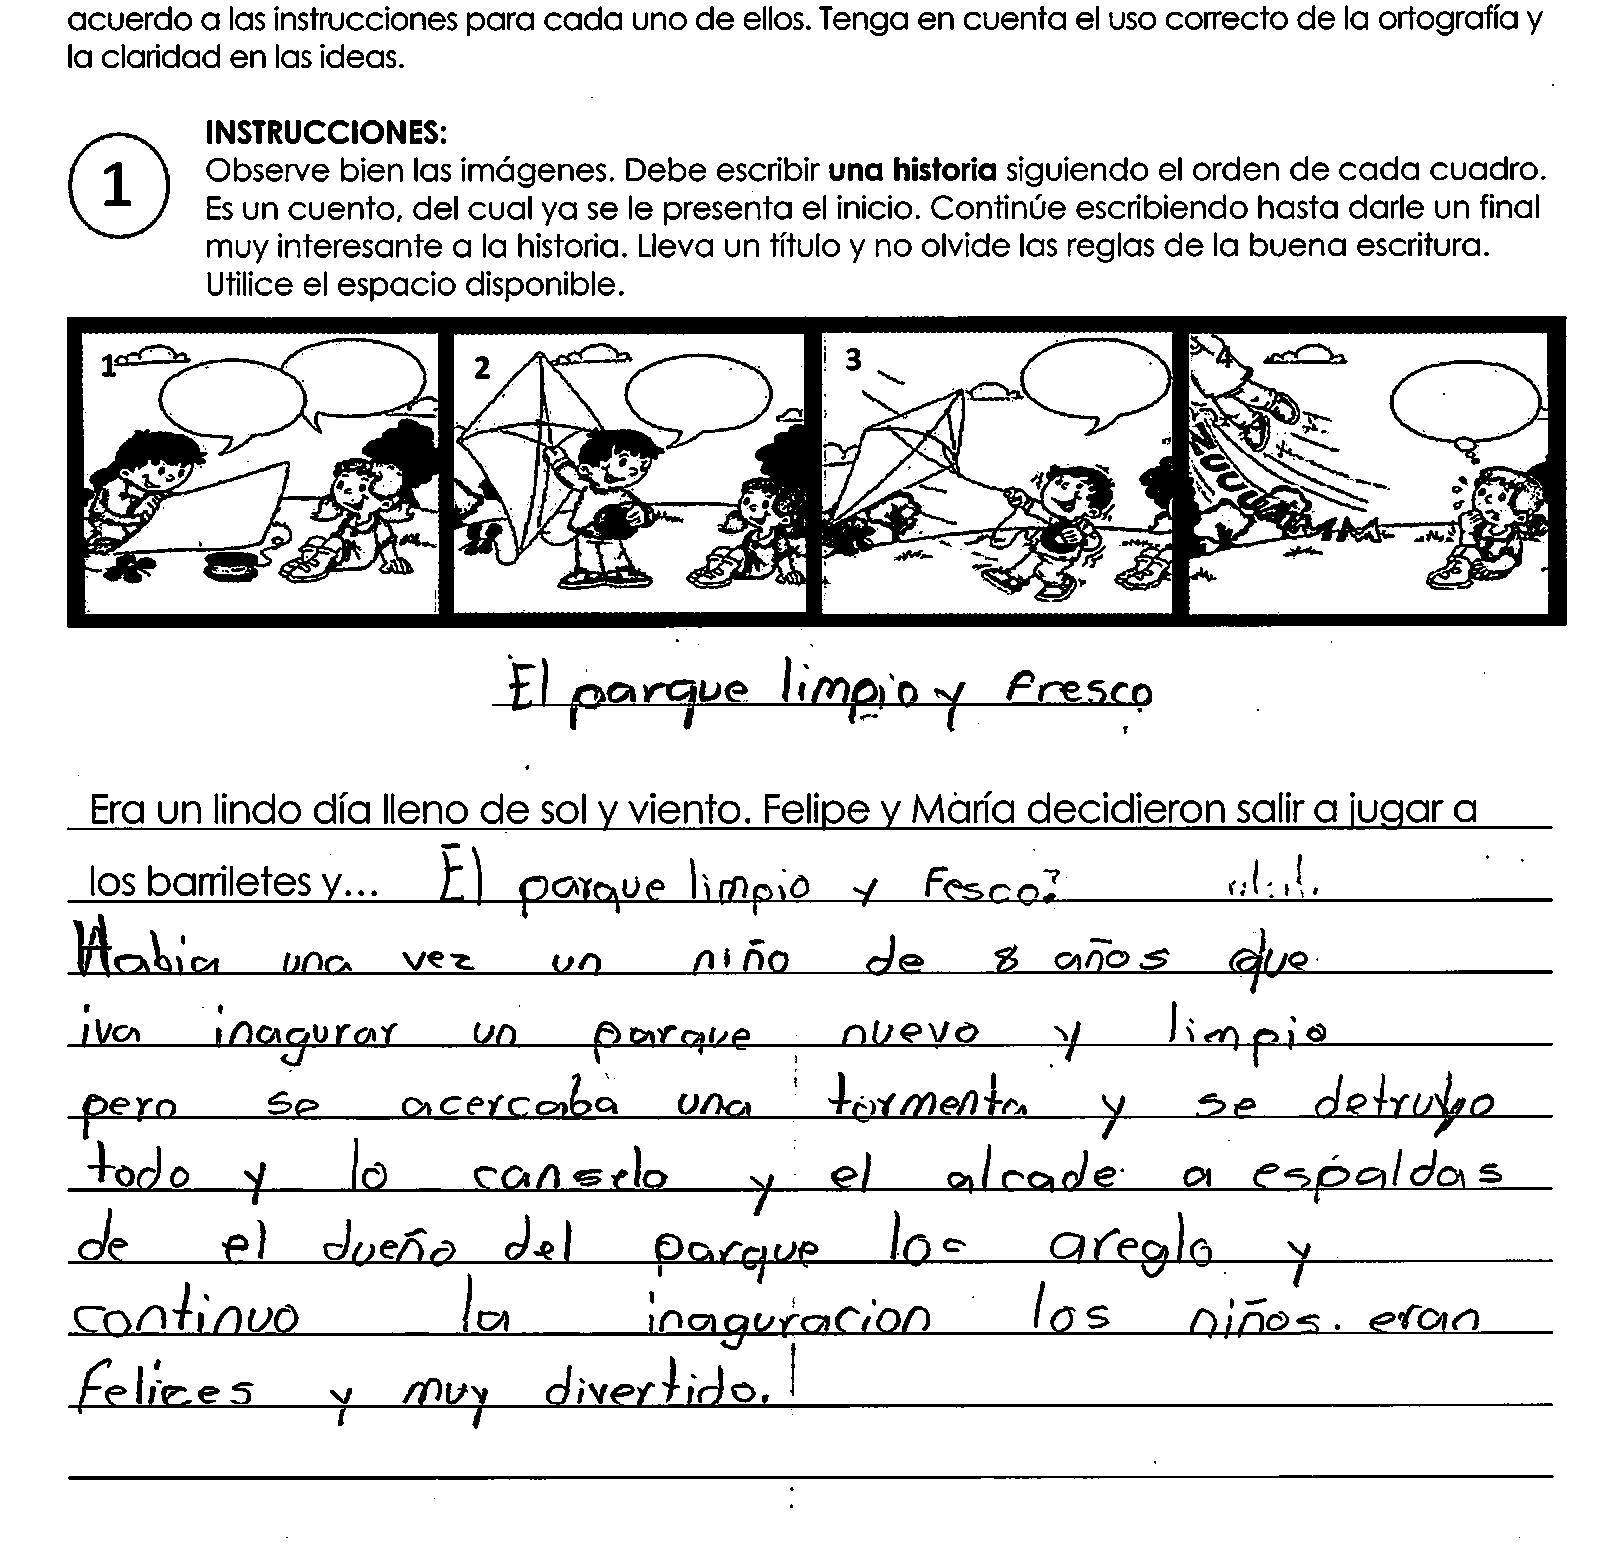 acuerdo a las instrucciones para cada uno de ellos. Tenga en cuenta el uso correcto de la ortografía y
la claridad en las ideas.
1
INSTRUCCIONES:
Observe bien las imágenes. Debe escribir una historia siguiendo el orden de cada cuadro.
Es un cuento, del cual ya se le presenta el inicio. Continúe escribiendo hasta darle un final
muy interesante a la historia. Lleva un título y no olvide las reglas de la buena escritura.
Utilice el espacio disponible.
1 2 3 4
El parque limpio y fresco
Era un lindo día lleno de sol y viento. Felipe y María decidieron salir a jugar a
los barriletes y... El parque limpio y Fesco?
Habia una vez un niño de 8 años que
iva inagurar un parque nuevo y limpio
pero se acercaba una tormenta y se
todo y lo canselo y el alcade a espaldas
de el dueño del parque los areglo y
continuo la inaguracion los niños. eran
felices y muy divertido.